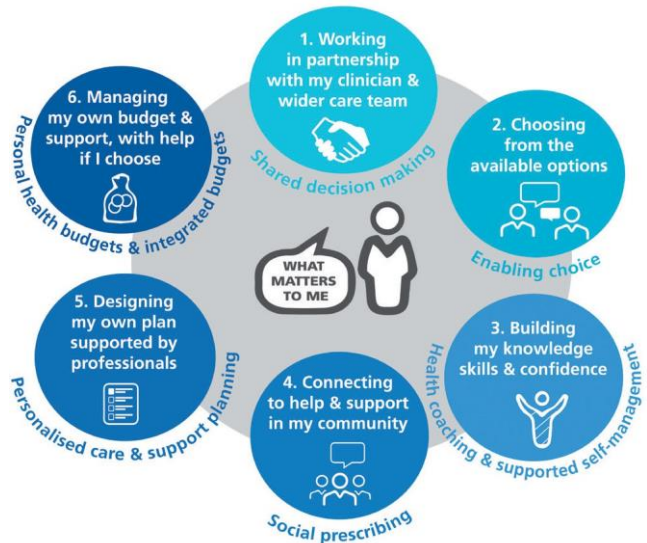 1. Working
in partnership
with my clinician &
wider care team
Shared decision making
2. Choosing
from the
available options
Enabling choice
3. Building
my knowledge
skills & confidence
Health coaching & supported self-management
4. Connecting
to help & support
in my community
Social prescribing
5. Designing
my own plan
supported by
professionals
Personalised care & support planning
6. Managing
my own budget &
support, with help
if I choose
Personal health budgets & integrated budgets
WHAT
MATTERS
TO ME